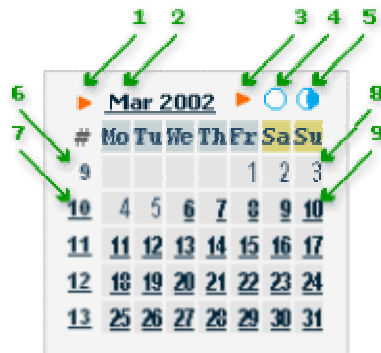 1 2 3 4 5
Mar 2002
6 # Mo Tu We Th Fr Sa Su 8
7 9 1 2 3 9
10 4 5 6 7 8 9 10
11 11 12 13 14 15 16 17
12 18 19 20 21 22 23 24
13 25 26 27 28 29 30 31